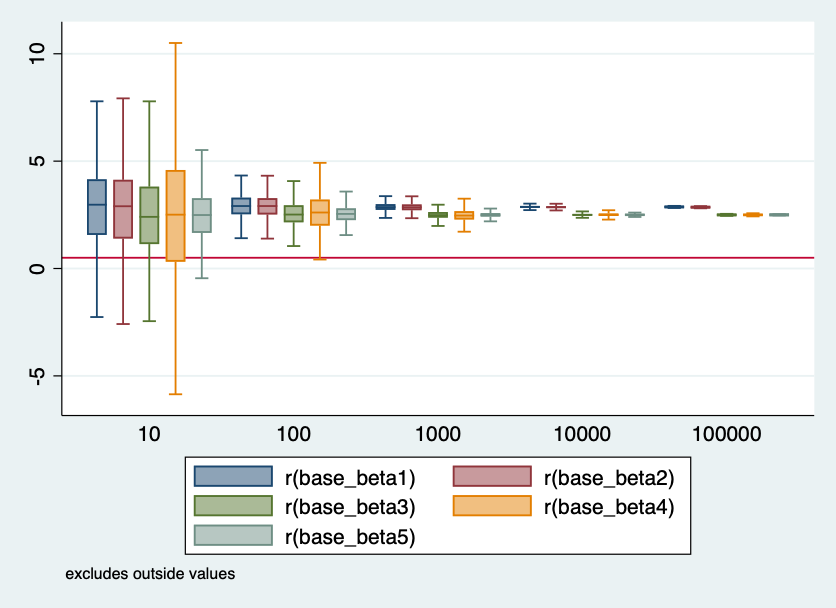 10
5
0
-5
10 100 1000 10000 100000
r(base_beta1) r(base_beta2)
r(base_beta3) r(base_beta4)
r(base_beta5)
excludes outside values